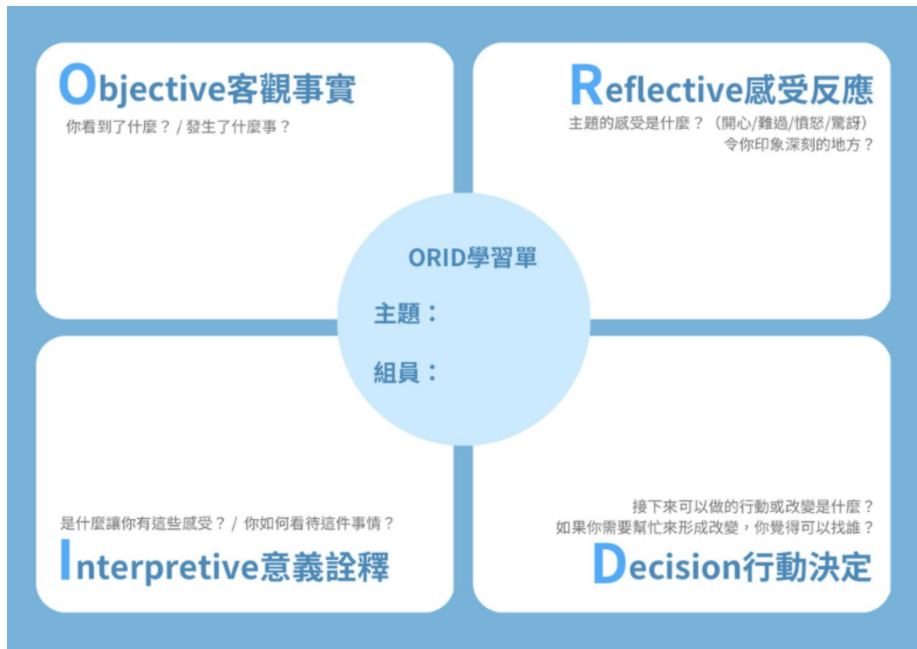 Objective客觀事實
你看到了什麼？ / 發生了什麼事？
Reflective感受反應
主題的感受是什麼？（開心/難過/憤怒/驚訝）
令你印象深刻的地方？
ORID學習單
主題：
組員：
是什麼讓你有這些感受？ / 你如何看待這件事情？
Interpretive意義詮釋
接下來可以做的行動或改變是什麼？
如果你需要幫忙來形成改變，你覺得可以找誰？
Decision行動決定